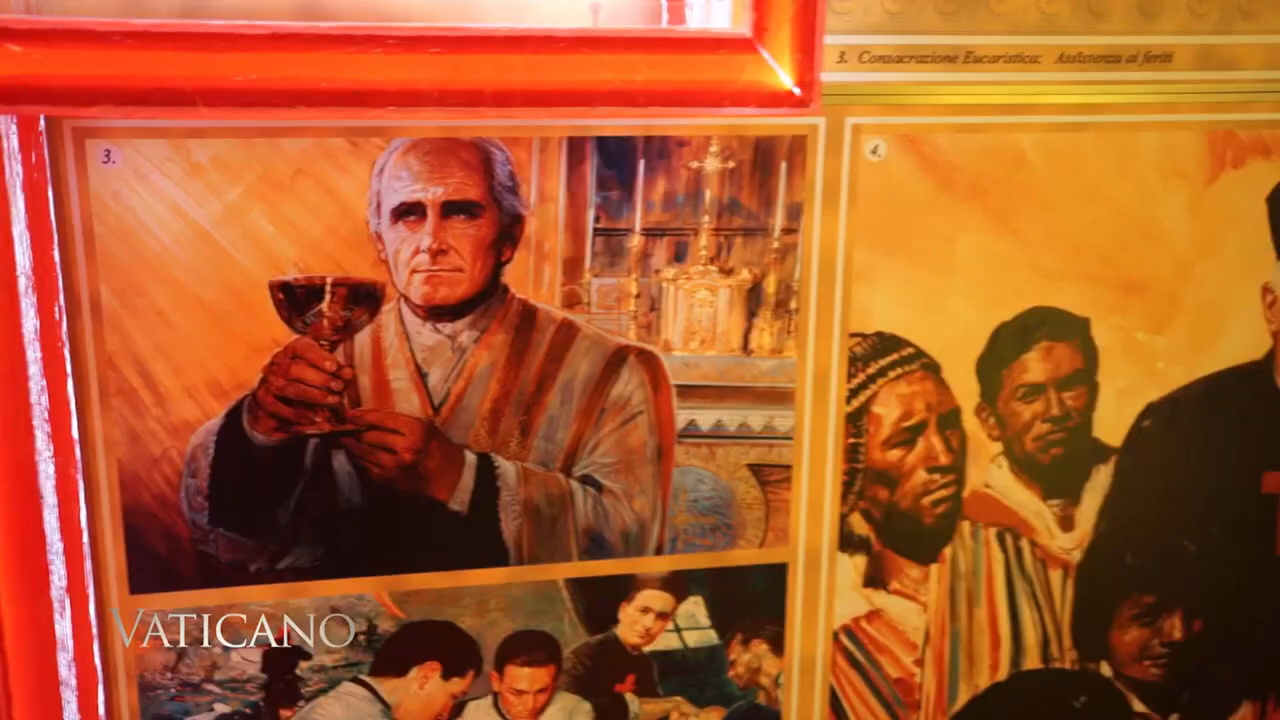 3. Consacrazione Eucaristica; Assistenza ai feriti
3.
4.
VATICANO